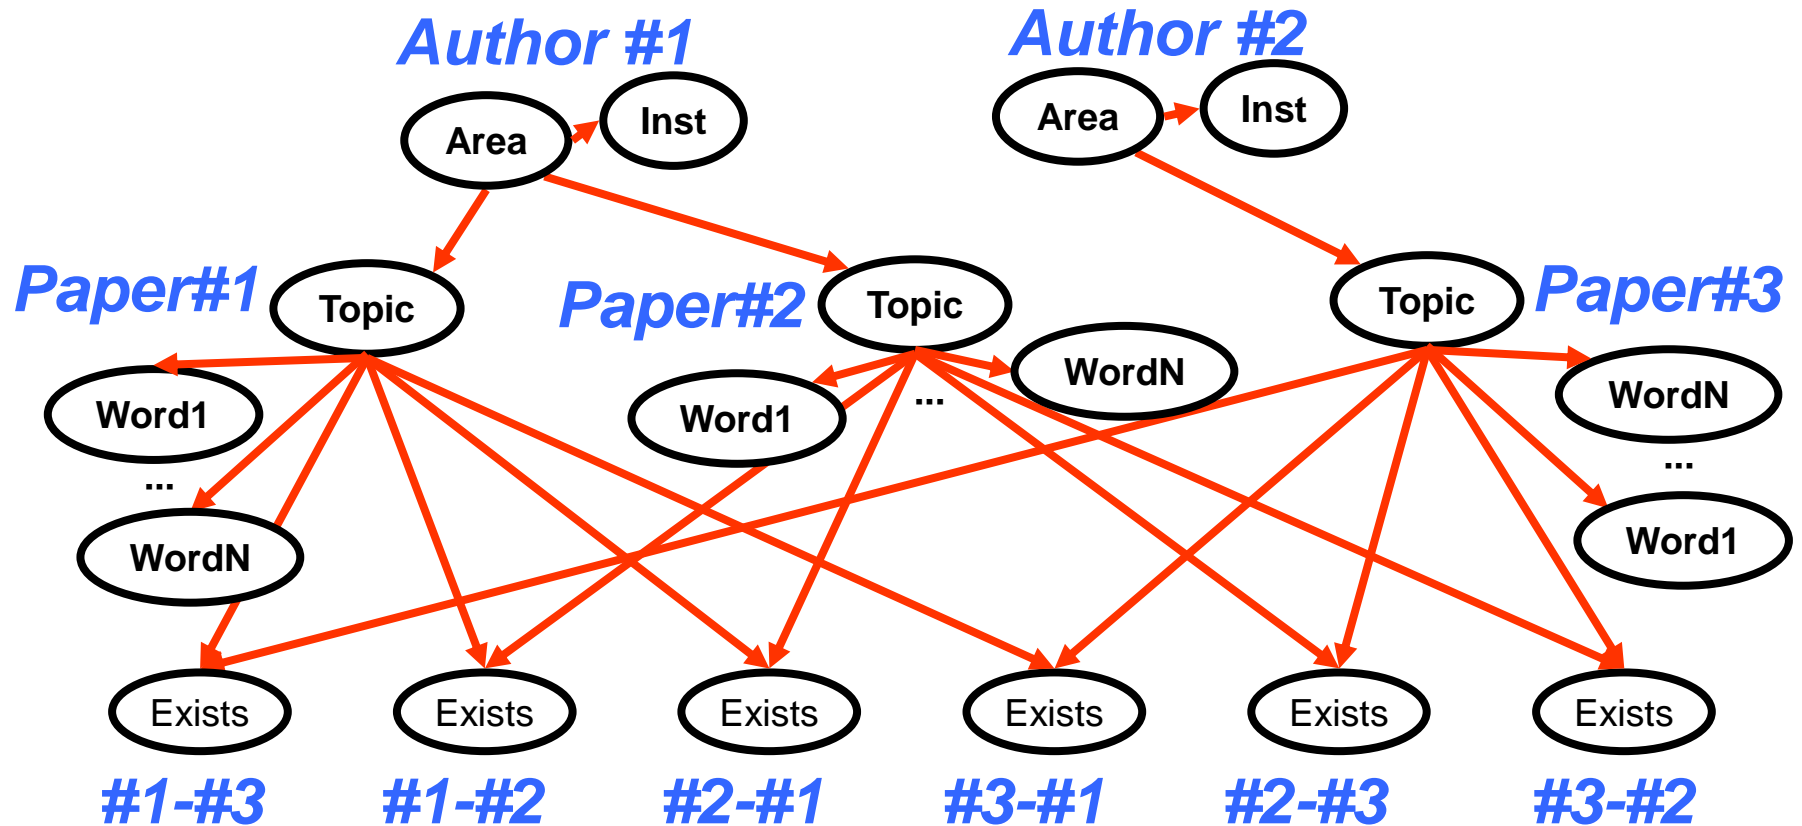 Author #1
Author #2
Area
Inst
Area
Inst
Paper#1
Topic
Paper#2
Topic
Topic
Paper#3
Word1
...
WordN
Word1
...
WordN
WordN
...
Word1
Exists
Exists
Exists
Exists
Exists
Exists
#1-#3
#1-#2
#2-#1
#3-#1
#2-#3
#3-#2